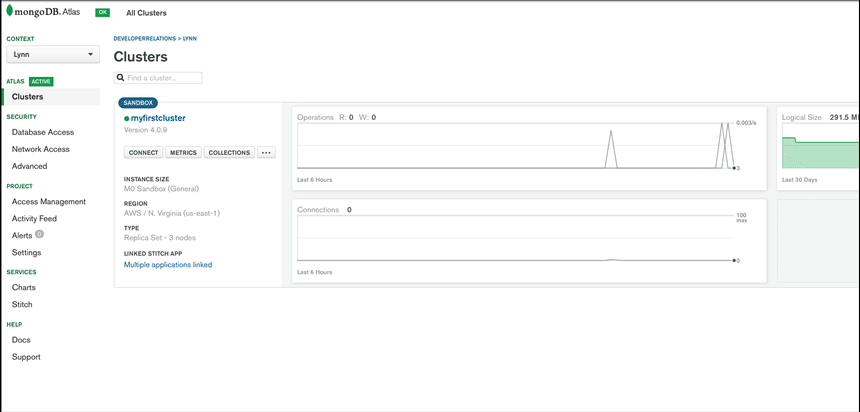 mongoDB. Atlas
OK
All Clusters
CONTEXT
Lynn
ATLAS ACTIVE
Clusters
SECURITY
Database Access
Network Access
Advanced
PROJECT
Access Management
Activity Feed
Alerts 0
Settings
SERVICES
Charts
Stitch
HELP
Docs
Support
DEVELOPERRELATIONS > LYNN
Clusters
Find a cluster...
SANDBOX
myfirstcluster
Version 4.0.9
CONNECT METRICS COLLECTIONS ...
INSTANCE SIZE
M0 Sandbox (General)
REGION
AWS / N. Virginia (us-east-1)
TYPE
Replica Set - 3 nodes
LINKED STITCH APP
Multiple applications linked
Operations R: 0 W: 0
0.003/s
0
Last 6 Hours
Connections 0
100
max
0
Last 6 Hours
Logical Size 291.5
Last 30 Days